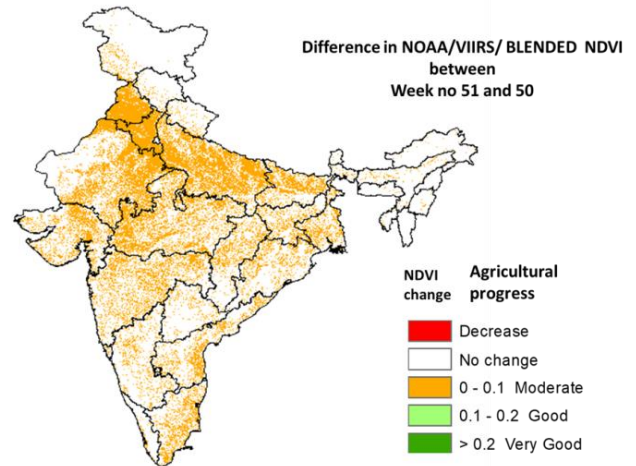 Difference in NOAA/VIIRS/ BLENDED NDVI
between
Week no 51 and 50
NDVI change
Agricultural progress
Decrease
No change
0 - 0.1 Moderate
0.1 - 0.2 Good
> 0.2 Very Good